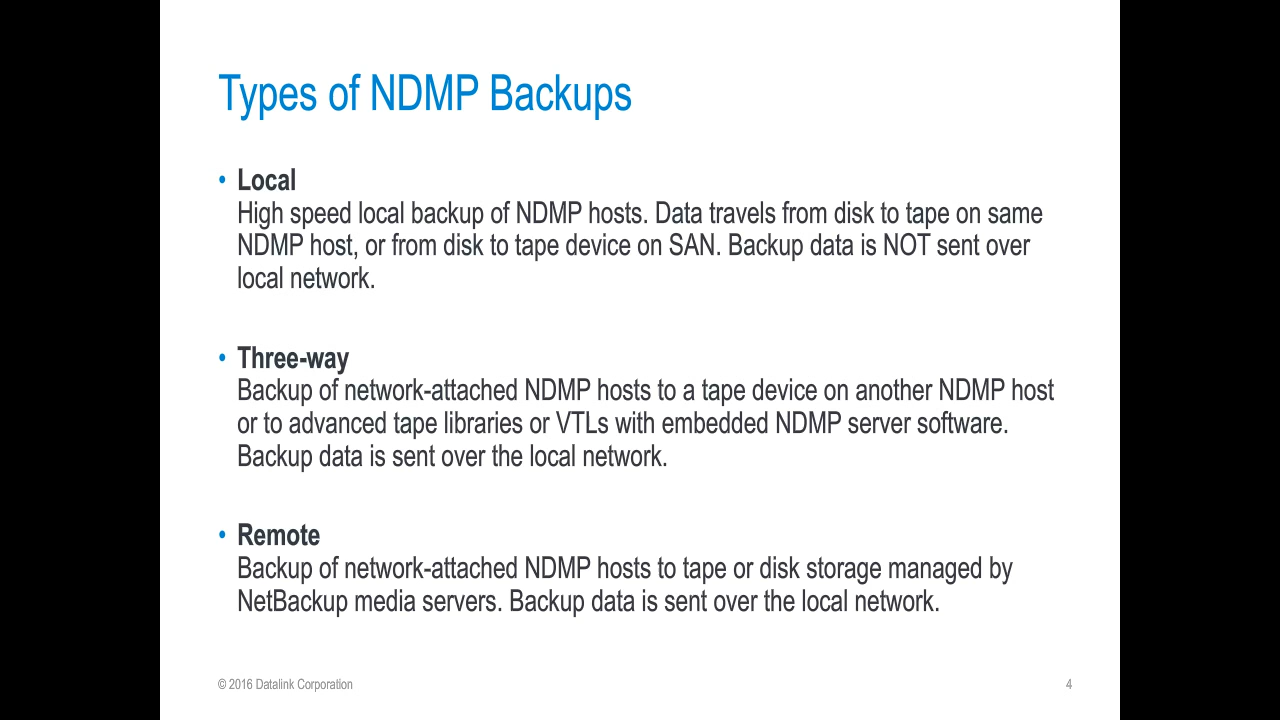 Types of NDMP Backups
• Local
High speed local backup of NDMP hosts. Data travels from disk to tape on same
NDMP host, or from disk to tape device on SAN. Backup data is NOT sent over
local network.
• Three-way
Backup of network-attached NDMP hosts to a tape device on another NDMP host
or to advanced tape libraries or VTLs with embedded NDMP server software.
Backup data is sent over the local network.
• Remote
Backup of network-attached NDMP hosts to tape or disk storage managed by
NetBackup media servers. Backup data is sent over the local network.
© 2016 Datalink Corporation
4